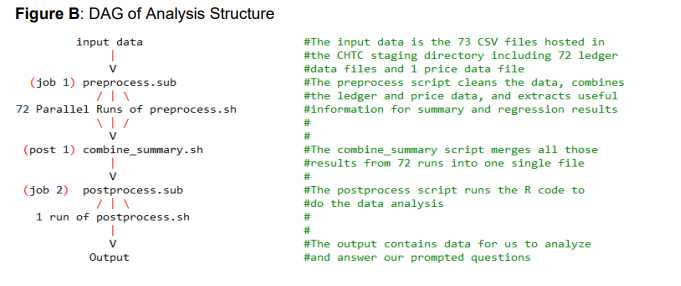 Figure B: DAG of Analysis Structure
input data #The input data is the 73 CSV files hosted in
| #the CHTC staging directory including 72 ledger
V #data files and 1 price data file
(job 1) preprocess.sub #The preprocess script cleans the data, combines
/ | \ #the ledger and price data, and extracts useful
72 Parallel Runs of preprocess.sh #information for summary and regression results
\ | / #
V #
(post 1) combine_summary.sh #The combine_summary script merges all those
| #results from 72 runs into one single file
V #
(job 2) postprocess.sub #The postprocess script runs the R code to
/ | \ #do the data analysis
1 run of postprocess.sh #
| #
V #The output contains data for us to analyze
Output #and answer our prompted questions